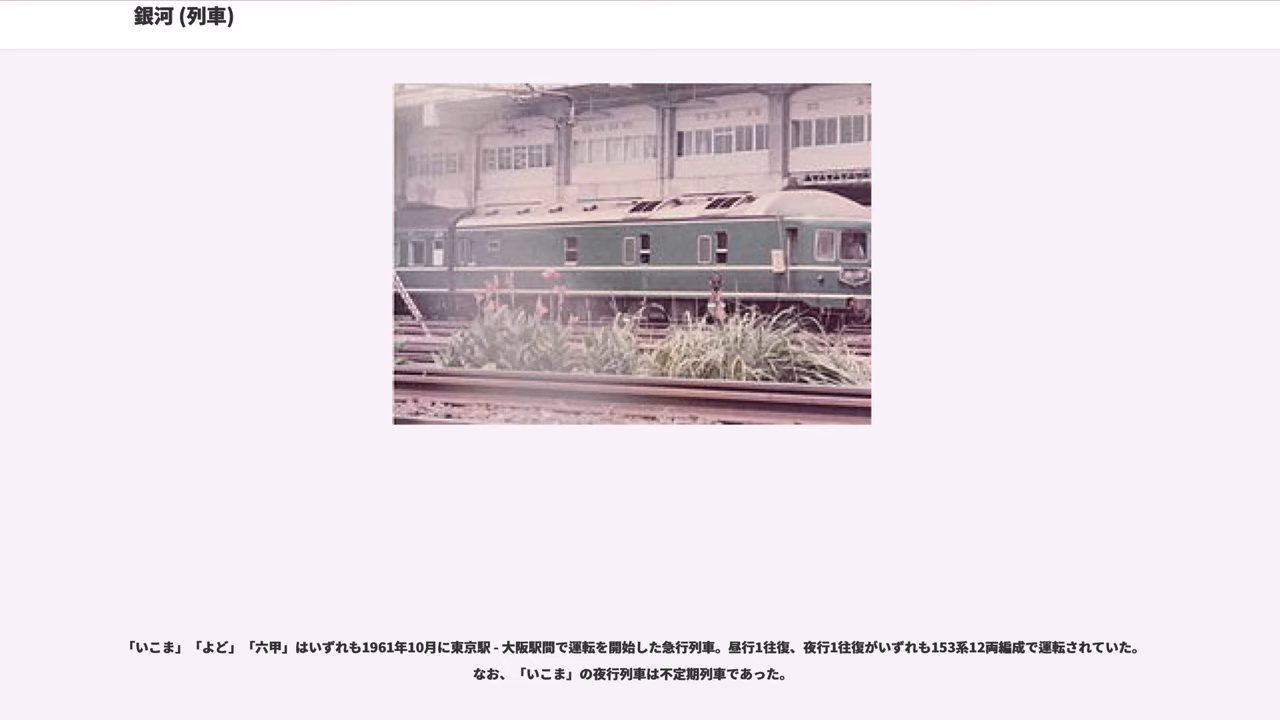 銀河 (列車)
「いこま」「よど」「六甲」はいずれも1961年10月に東京駅 - 大阪駅間で運転を開始した急行列車。昼行1往復、夜行1往復がいずれも153系12両編成で運転されていた。
なお、「いこま」の夜行列車は不定期列車であった。